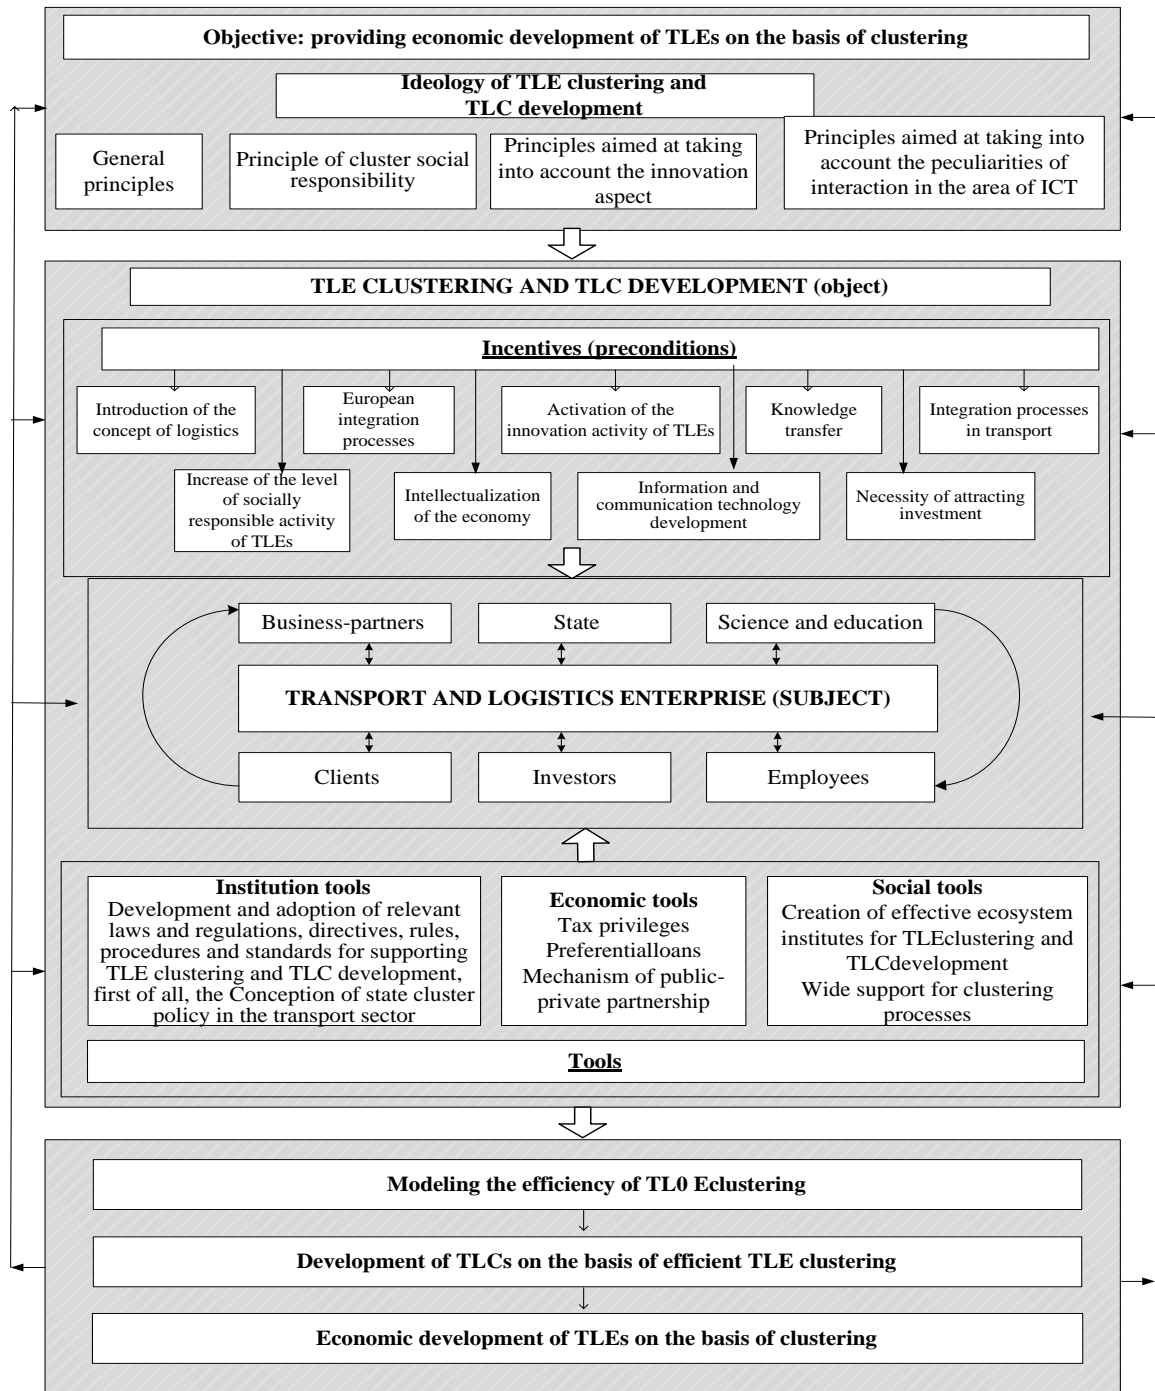 Objective: providing economic development of TLEs on the basis of clustering
Ideology of TLE clustering and
TLC development
General
principles
Principle of cluster social
responsibility
Principles aimed at taking
into account the innovation
aspect
Principles aimed at taking into
account the peculiarities of
interaction in the area of ICT
TLE CLUSTERING AND TLC DEVELOPMENT (object)
Incentives (preconditions)
Introduction of the
concept of logistics
European
integration
processes
Activation of the
innovation activity of TLEs
Knowledge
transfer
Integration processes
in transport
Increase of the level
of socially
responsible activity
of TLEs
Intellectualization
of the economy
Information and
communication technology
development
Necessity of attracting
investment
Business-partners
State
Science and education
TRANSPORT AND LOGISTICS ENTERPRISE (SUBJECT)
Clients
Investors
Employees
Institution tools
Development and adoption of relevant
laws and regulations, directives, rules,
procedures and standards for supporting
TLE clustering and TLC development,
first of all, the Conception of state cluster
policy in the transport sector
Economic tools
Tax privileges
Preferentialloans
Mechanism of public-
private partnership
Social tools
Creation of effective ecosystem
institutes for TLEclustering and
TLCdevelopment
Wide support for clustering
processes
Tools
Modeling the efficiency of TL0 Eclustering
Development of TLCs on the basis of efficient TLE clustering
Economic development of TLEs on the basis of clustering